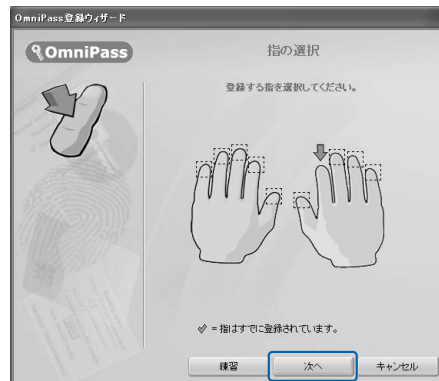 OmniPass登録ウィザード
OmniPass
指の選択
登録する指を選択してください。
=指はすでに登録されています。
練習
次へ
キャンセル